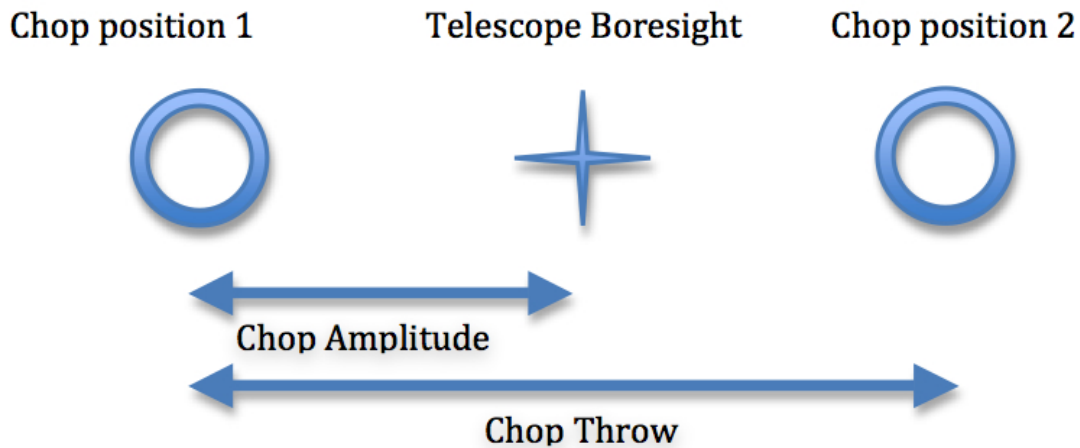 Chop position 1
Telescope Boresight
Chop position 2
Chop Amplitude
Chop Throw